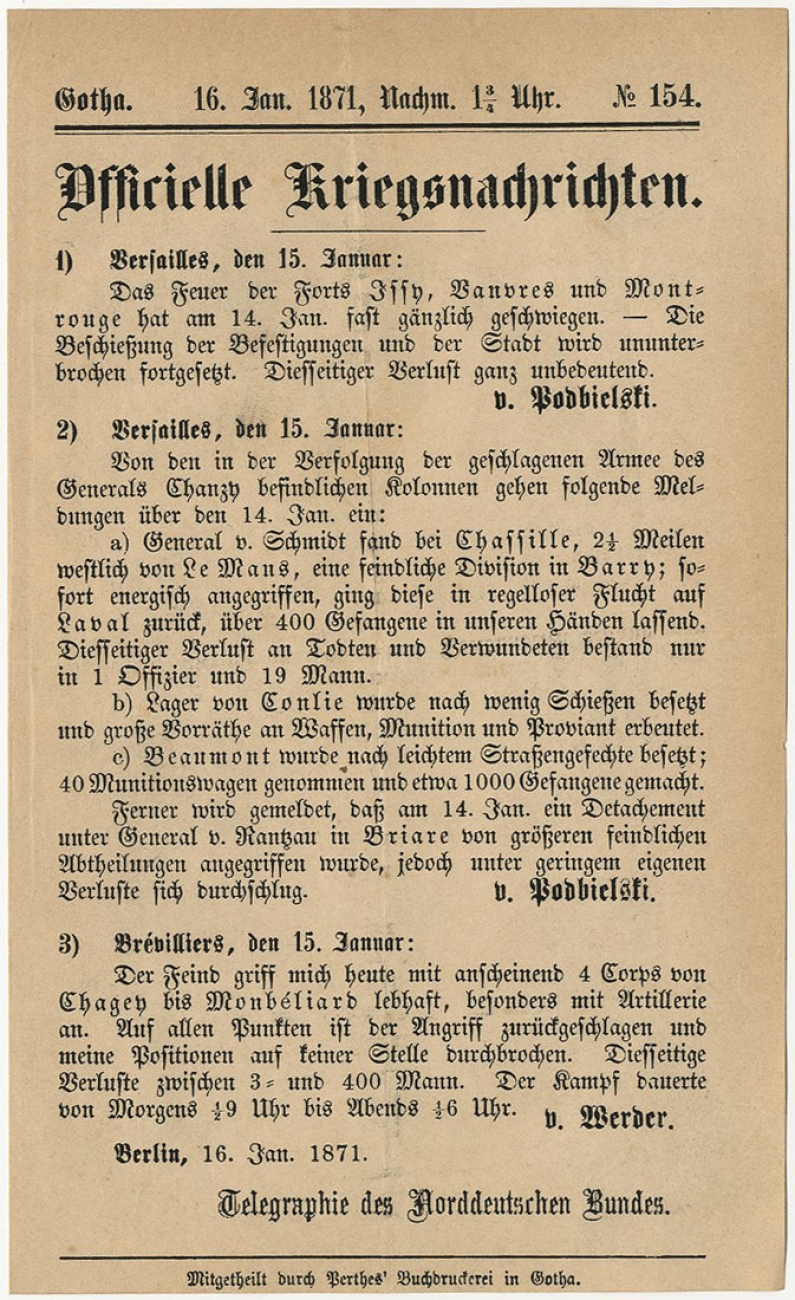 Gotha. 16. Jan. 1871, Nachm. 1¾ Uhr. № 154.
Officielle Kriegsnachrichten.
1) Versailles, den 15. Januar:
Das Feuer der Forts Issy, Vanvres und Mont-
rouge hat am 14. Jan. fast gänzlich geschwiegen. — Die
Beschießung der Befestigungen und der Stadt wird ununter-
brochen fortgesetzt. Diesseitiger Verlust ganz unbedeutend.
v. Podbielski.
2) Versailles, den 15. Januar:
Von den in der Verfolgung der geschlagenen Armee des
Generals Chanzy befindlichen Kolonnen gehen folgende Mel-
dungen über den 14. Jan. ein:
a) General v. Schmidt fand bei Chassille, 2½ Meilen
westlich von Le Mans, eine feindliche Division in Barry; so-
fort energisch angegriffen, ging diese in regelloser Flucht auf
Laval zurück, über 400 Gefangene in unseren Händen lassend.
Diesseitiger Verlust an Todten und Verwundeten bestand nur
in 1 Offizier und 19 Mann.
b) Lager von Conlie wurde nach wenig Schießen besetzt
und große Vorräthe an Waffen, Munition und Proviant erbeutet.
c) Beaumont wurde nach leichtem Straßengefechte besetzt;
40 Munitionswagen genommen und etwa 1000 Gefangene gemacht.
Ferner wird gemeldet, daß am 14. Jan. ein Detachement
unter General v. Rantzau in Briare von größeren feindlichen
Abtheilungen angegriffen wurde, jedoch unter geringem eigenen
Verluste sich durchschlug. v. Podbielski.
3) Brévilliers, den 15. Januar:
Der Feind griff mich heute mit anscheinend 4 Corps von
Chagey bis Monbéliard lebhaft, besonders mit Artillerie
an. Auf allen Punkten ist der Angriff zurückgeschlagen und
meine Positionen auf keiner Stelle durchbrochen. Diesseitige
Verluste zwischen 3- und 400 Mann. Der Kampf dauerte
von Morgens ½9 Uhr bis Abends ½6 Uhr. v. Werder.
Berlin, 16. Jan. 1871.
Telegraphie des Norddeutschen Bundes.
Mitgetheilt durch Perthes' Buchdruckerei in Gotha.